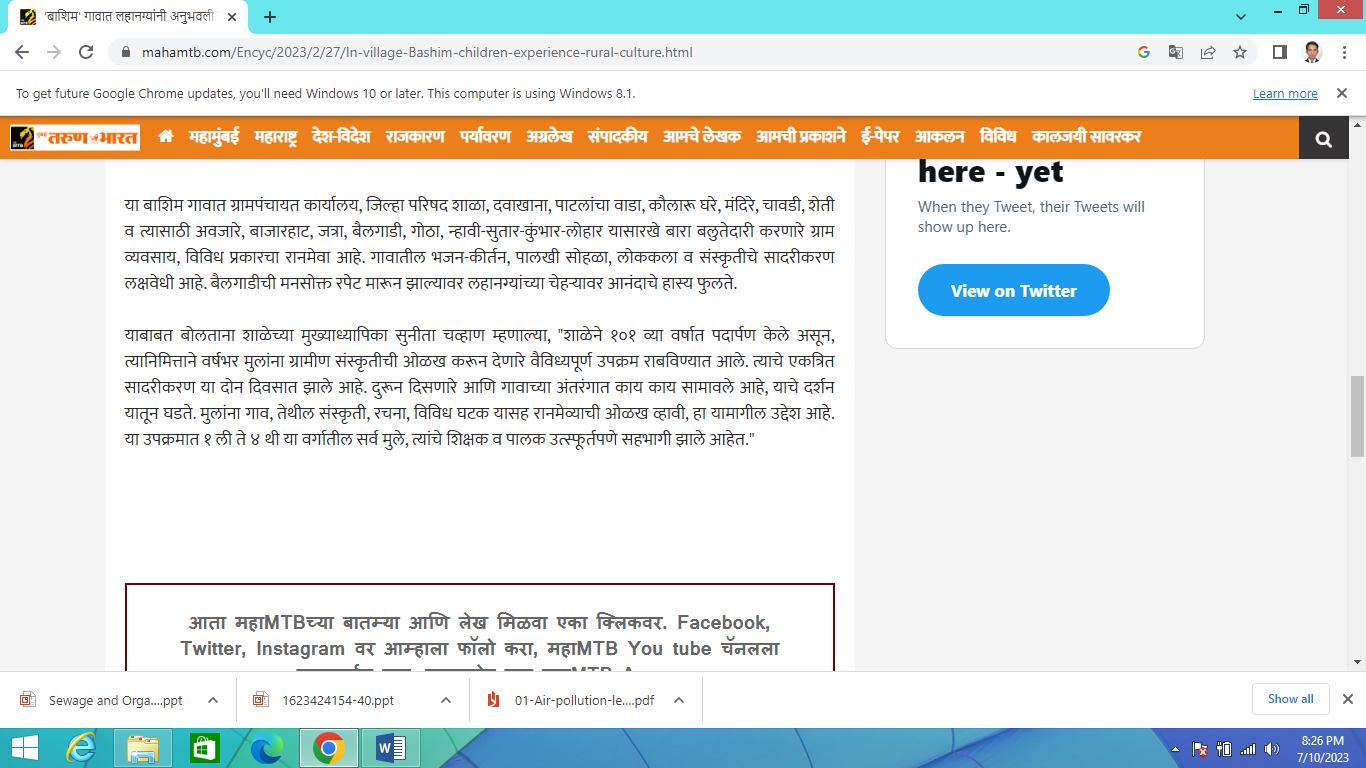 'बाशिम' गावात लहानग्यांनी अनुभवली
mahamtb.com/Encyc/2023/2/27/In-village-Bashim-children-experience-rural-culture.html
To get future Google Chrome updates, you'll need Windows 10 or later. This computer is using Windows 8.1.
Learn more
मुंबई तरुण भारत
महामुंबई महाराष्ट्र देश-विदेश राजकारण पर्यावरण अग्रलेख संपादकीय आमचे लेखक आमची प्रकाशने ई-पेपर आकलन विविध कालजयी सावरकर
या बाशिम गावात ग्रामपंचायत कार्यालय, जिल्हा परिषद शाळा, दवाखाना, पाटलांचा वाडा, कौलारू घरे, मंदिरे, चावडी, शेती
व त्यासाठी अवजारे, बाजारहाट, जत्रा, बैलगाडी, गोठा, न्हावी-सुतार-कुंभार-लोहार यासारखे बारा बलुतेदारी करणारे ग्राम
व्यवसाय, विविध प्रकारचा रानमेवा आहे. गावातील भजन-कीर्तन, पालखी सोहळा, लोककला व संस्कृतीचे सादरीकरण
लक्षवेधी आहे. बैलगाडीची मनसोक्त रपेट मारून झाल्यावर लहानग्यांच्या चेहऱ्यावर आनंदाचे हास्य फुलते.
याबाबत बोलताना शाळेच्या मुख्याध्यापिका सुनीता चव्हाण म्हणाल्या, "शाळेने १०१ व्या वर्षात पदार्पण केले असून,
त्यानिमित्ताने वर्षभर मुलांना ग्रामीण संस्कृतीची ओळख करून देणारे वैविध्यपूर्ण उपक्रम राबविण्यात आले. त्याचे एकत्रित
सादरीकरण या दोन दिवसात झाले आहे. दुरून दिसणारे आणि गावाच्या अंतरंगात काय काय सामावले आहे, याचे दर्शन
यातून घडते. मुलांना गाव, तेथील संस्कृती, रचना, विविध घटक यासह रानमेव्याची ओळख व्हावी, हा यामागील उद्देश आहे.
या उपक्रमात १ ली ते ४ थी या वर्गातील सर्व मुले, त्यांचे शिक्षक व पालक उत्स्फूर्तपणे सहभागी झाले आहेत."
here - yet
When they Tweet, their Tweets will
show up here.
View on Twitter
आता महाMTBच्या बातम्या आणि लेख मिळवा एका क्लिकवर. Facebook,
Twitter, Instagram वर आम्हाला फॉलो करा, महाMTB You tube चॅनलला
Sewage and Orga....ppt
1623424154-40.ppt
01-Air-pollution-le....pdf
Show all
8:26 PM
7/10/2023